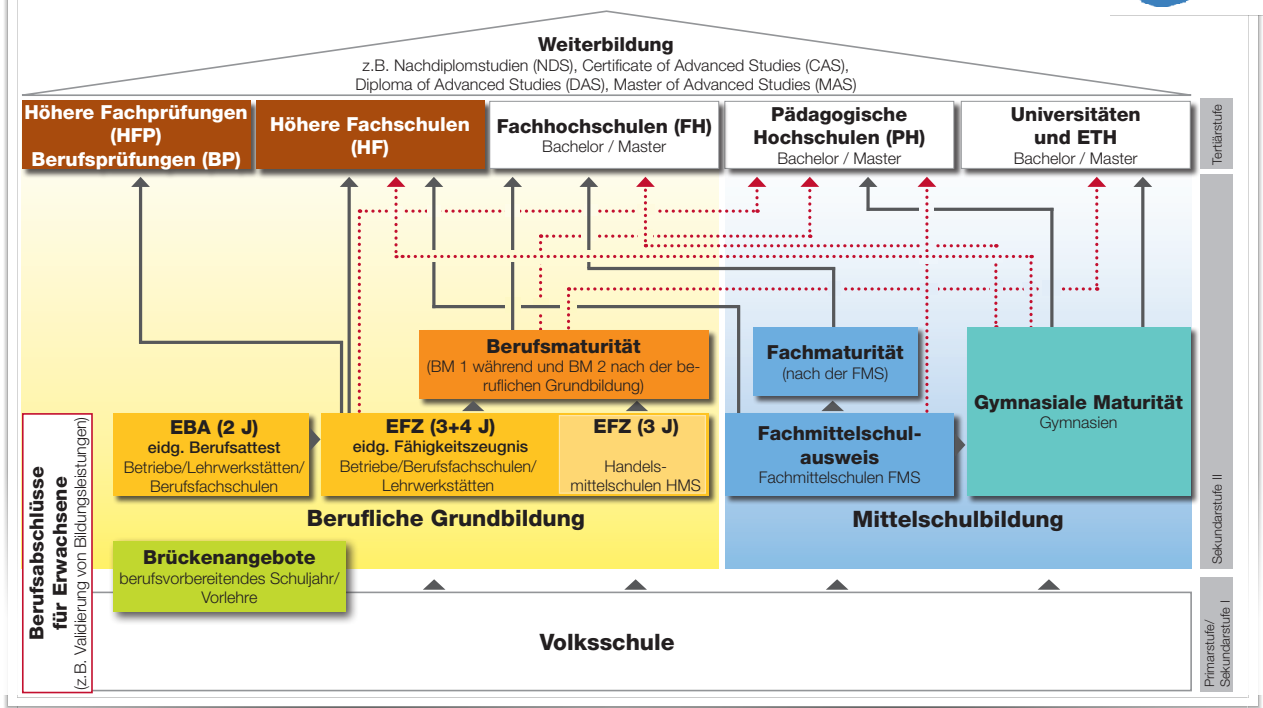 Weiterbildung
z.B. Nachdiplomstudien (NDS), Certificate of Advanced Studies (CAS),
Diploma of Advanced Studies (DAS), Master of Advanced Studies (MAS)
Höhere Fachprüfungen
(HFP)
Berufsprüfungen (BP)
Höhere Fachschulen
(HF)
Fachhochschulen (FH)
Bachelor / Master
Pädagogische
Hochschulen (PH)
Bachelor / Master
Universitäten
und ETH
Bachelor / Master
Tertiärstufe
Berufsmaturität
(BM 1 während und BM 2 nach der be-
ruflichen Grundbildung)
Fachmaturität
(nach der FMS)
Gymnasiale Maturität
Gymnasien
EBA (2 J)
eidg. Berufsattest
Betriebe/Lehrwerkstätten/
Berufsfachschulen
EFZ (3+4 J)
eidg. Fähigkeitszeugnis
Betriebe/Berufsfachschulen/
Lehrwerkstätten
EFZ (3 J)
Handels-
mittelschulen HMS
Fachmittelschul-
ausweis
Fachmittelschulen FMS
Berufliche Grundbildung
Mittelschulbildung
Sekundarstufe II
Berufsabschlüsse
für Erwachsene
(z.B. Validierung von Bildungsleistungen)
Brückenangebote
berufsvorbereitendes Schuljahr/
Vorlehre
Volksschule
Primarstufe/
Sekundarstufe I